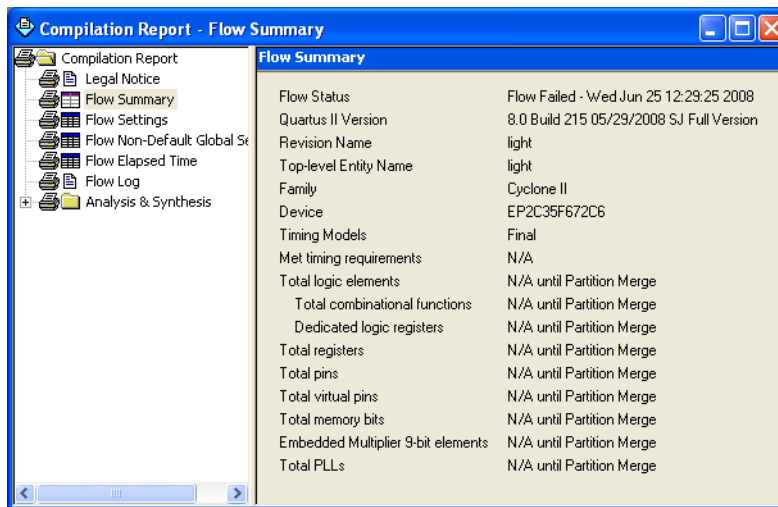 Compilation Report - Flow Summary
Compilation Report
Legal Notice
Flow Summary
Flow Settings
Flow Non-Default Global Se
Flow Elapsed Time
Flow Log
Analysis & Synthesis
Flow Summary
Flow Status Flow Failed - Wed Jun 25 12:29:25 2008
Quartus II Version 8.0 Build 215 05/29/2008 SJ Full Version
Revision Name light
Top-level Entity Name light
Family Cyclone II
Device EP2C35F672C6
Timing Models Final
Met timing requirements N/A
Total logic elements N/A until Partition Merge
Total combinational functions N/A until Partition Merge
Dedicated logic registers N/A until Partition Merge
Total registers N/A until Partition Merge
Total pins N/A until Partition Merge
Total virtual pins N/A until Partition Merge
Total memory bits N/A until Partition Merge
Embedded Multiplier 9-bit elements N/A until Partition Merge
Total PLLs N/A until Partition Merge